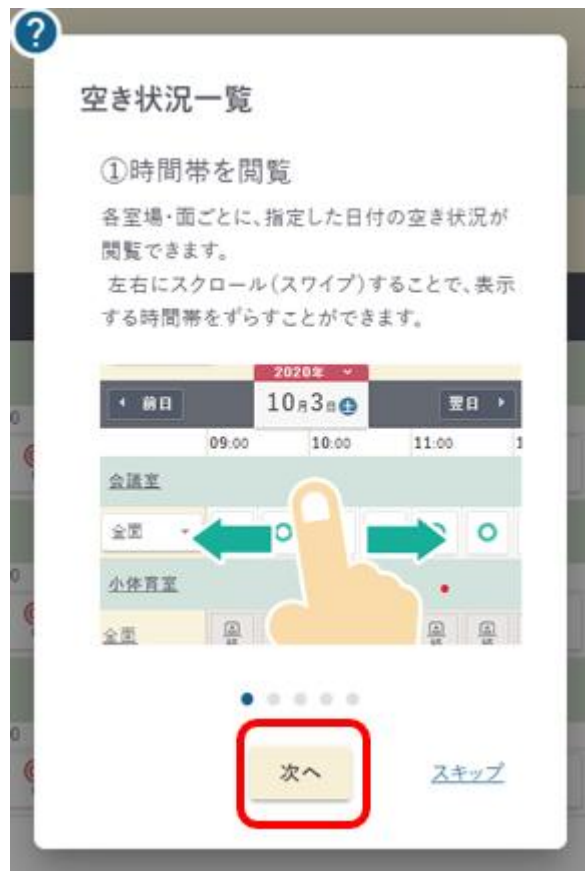 ?
空き状況一覧
①時間帯を閲覧
各室場・面ごとに、指定した日付の空き状況が
閲覧できます。
左右にスクロール(スワイプ)することで、表示
する時間帯をずらすことができます。
2020年
前日
10月3日 土
翌日
09:00 10:00 11:00 1
会議室
全面
小体育室
全面
次へ
スキップ